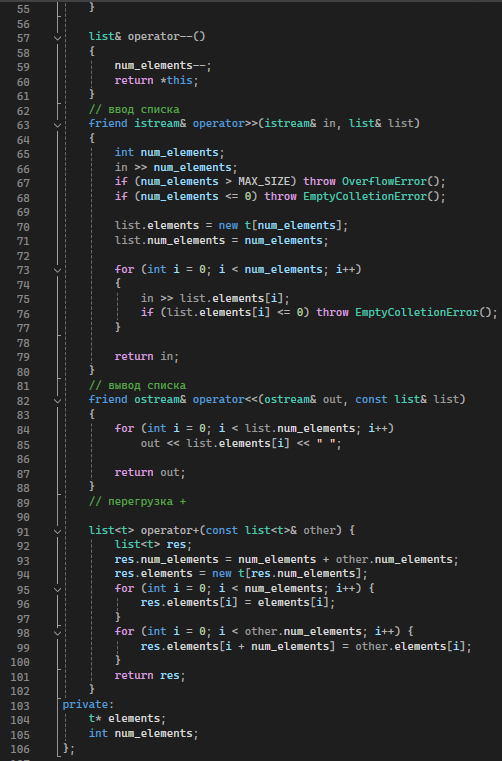 55 }
56
57 list& operator--()
58 {
59 num_elements--;
60 return *this;
61 }
62 // ввод списка
63 friend istream& operator>>(istream& in, list& list)
64 {
65 int num_elements;
66 in >> num_elements;
67 if (num_elements > MAX_SIZE) throw OverflowError();
68 if (num_elements <= 0) throw EmptyColletionError();
69
70 list.elements = new t[num_elements];
71 list.num_elements = num_elements;
72
73 for (int i = 0; i < num_elements; i++)
74 {
75 in >> list.elements[i];
76 if (list.elements[i] <= 0) throw EmptyColletionError();
77 }
78
79 return in;
80 }
81 // вывод списка
82 friend ostream& operator<<(ostream& out, const list& list)
83 {
84 for (int i = 0; i < list.num_elements; i++)
85 out << list.elements[i] << " ";
86
87 return out;
88 }
89 // перегрузка +
90
91 list<t> operator+(const list<t>& other) {
92 list<t> res;
93 res.num_elements = num_elements + other.num_elements;
94 res.elements = new t[res.num_elements];
95 for (int i = 0; i < num_elements; i++) {
96 res.elements[i] = elements[i];
97 }
98 for (int i = 0; i < other.num_elements; i++) {
99 res.elements[i + num_elements] = other.elements[i];
100 }
101 return res;
102 }
103 private:
104 t* elements;
105 int num_elements;
106 };